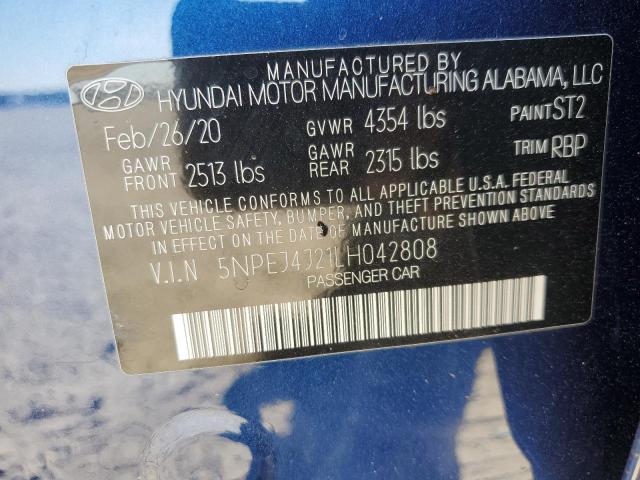 MANUFACTURED BY
HYUNDAI MOTOR MANUFACTURING ALABAMA, LLC
Feb/26/20 GVWR 4354 lbs PAINT ST2
GAWR FRONT 2513 lbs GAWR REAR 2315 lbs TRIM RBP
THIS VEHICLE CONFORMS TO ALL APPLICABLE U.S.A. FEDERAL
MOTOR VEHICLE SAFETY, BUMPER, AND THEFT PREVENTION STANDARDS
IN EFFECT ON THE DATE OF MANUFACTURE SHOWN ABOVE
V.I.N 5NPEJ4J21LH042808
PASSENGER CAR